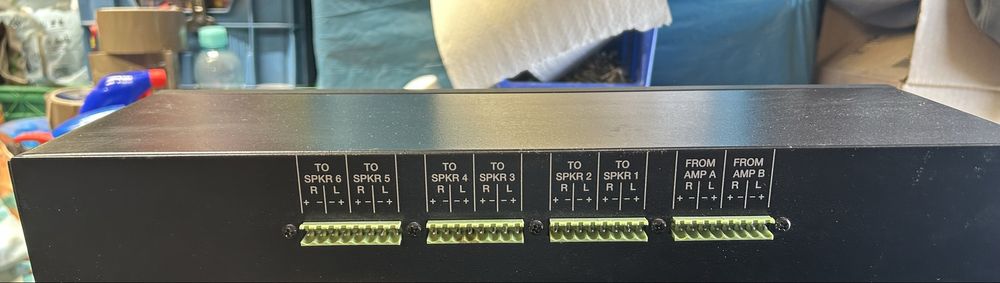 TO SPKR 6
R L
+ − − +
TO SPKR 5
R L
+ − − +
TO SPKR 4
R L
+ − − +
TO SPKR 3
R L
+ − − +
TO SPKR 2
R L
+ − − +
TO SPKR 1
R L
+ − − +
FROM AMP A
R L
+ − − +
FROM AMP B
R L
+ − − +